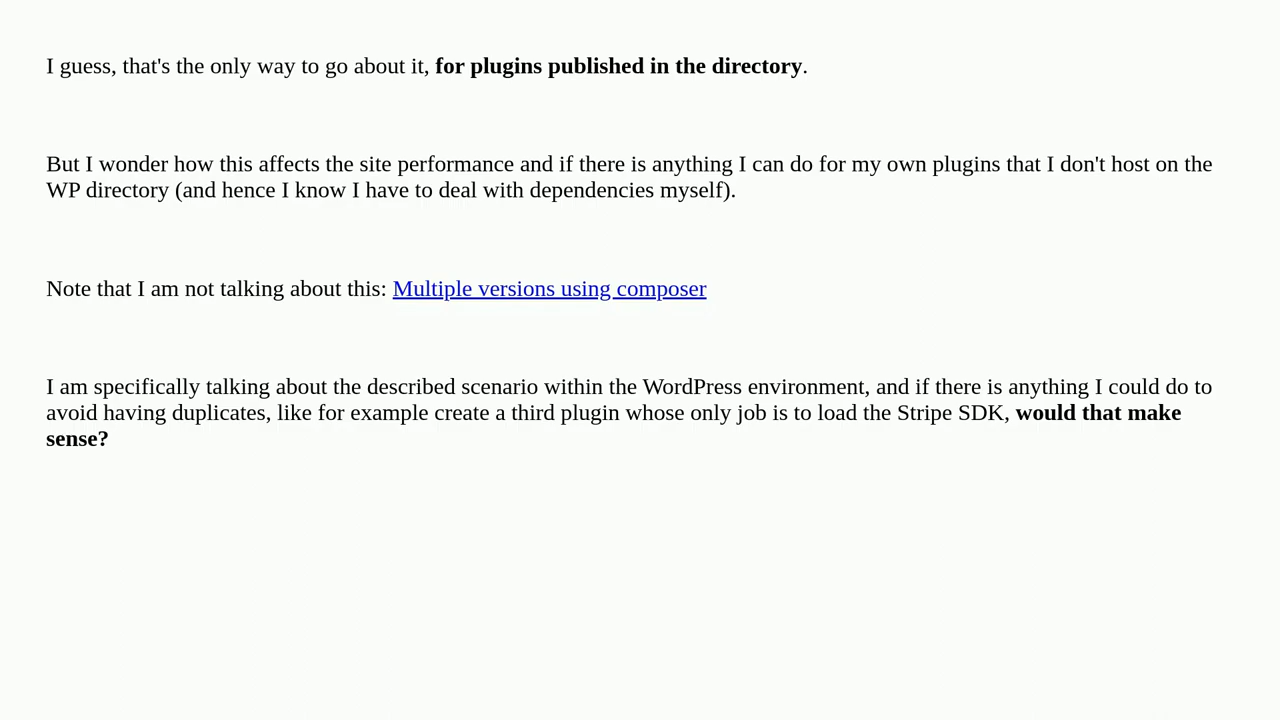 I guess, that's the only way to go about it, for plugins published in the directory.
But I wonder how this affects the site performance and if there is anything I can do for my own plugins that I don't host on the
WP directory (and hence I know I have to deal with dependencies myself).
Note that I am not talking about this: Multiple versions using composer
I am specifically talking about the described scenario within the WordPress environment, and if there is anything I could do to
avoid having duplicates, like for example create a third plugin whose only job is to load the Stripe SDK, would that make
sense?